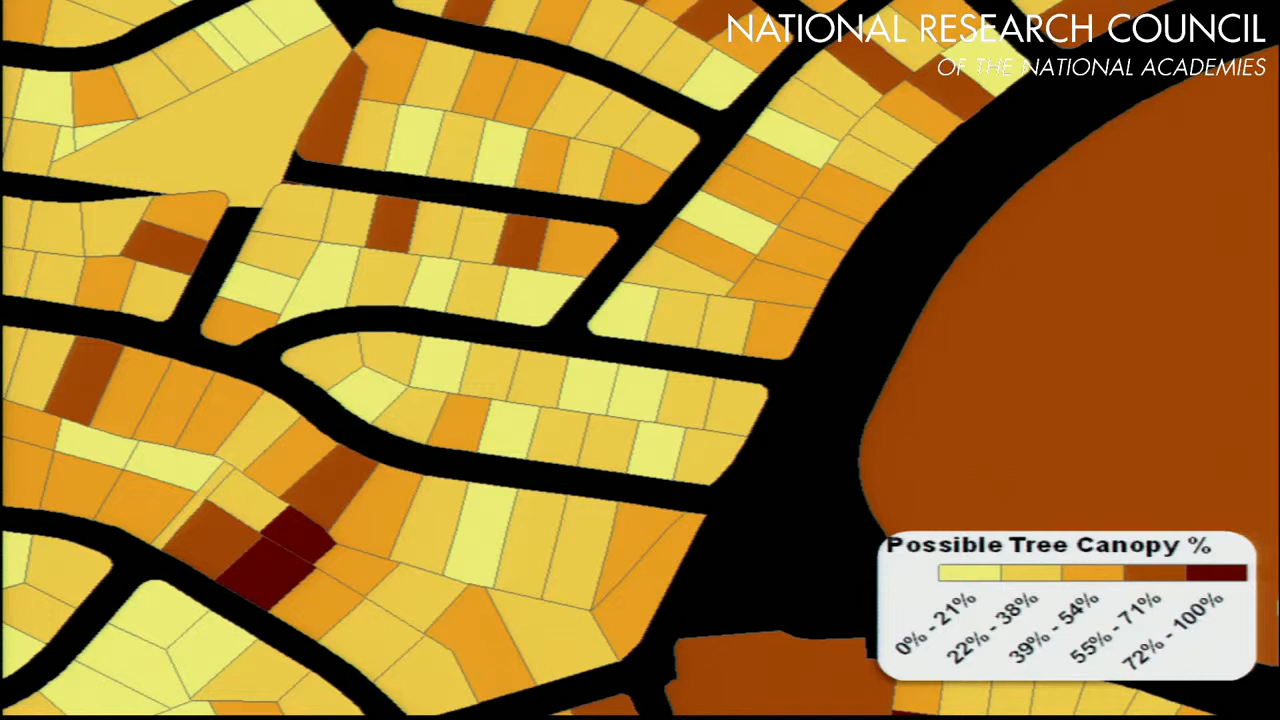 NATIONAL RESEARCH COUNCIL
OF THE NATIONAL ACADEMIES
Possible Tree Canopy %
0% - 21%
22% - 38%
39% - 54%
55% - 71%
72% - 100%